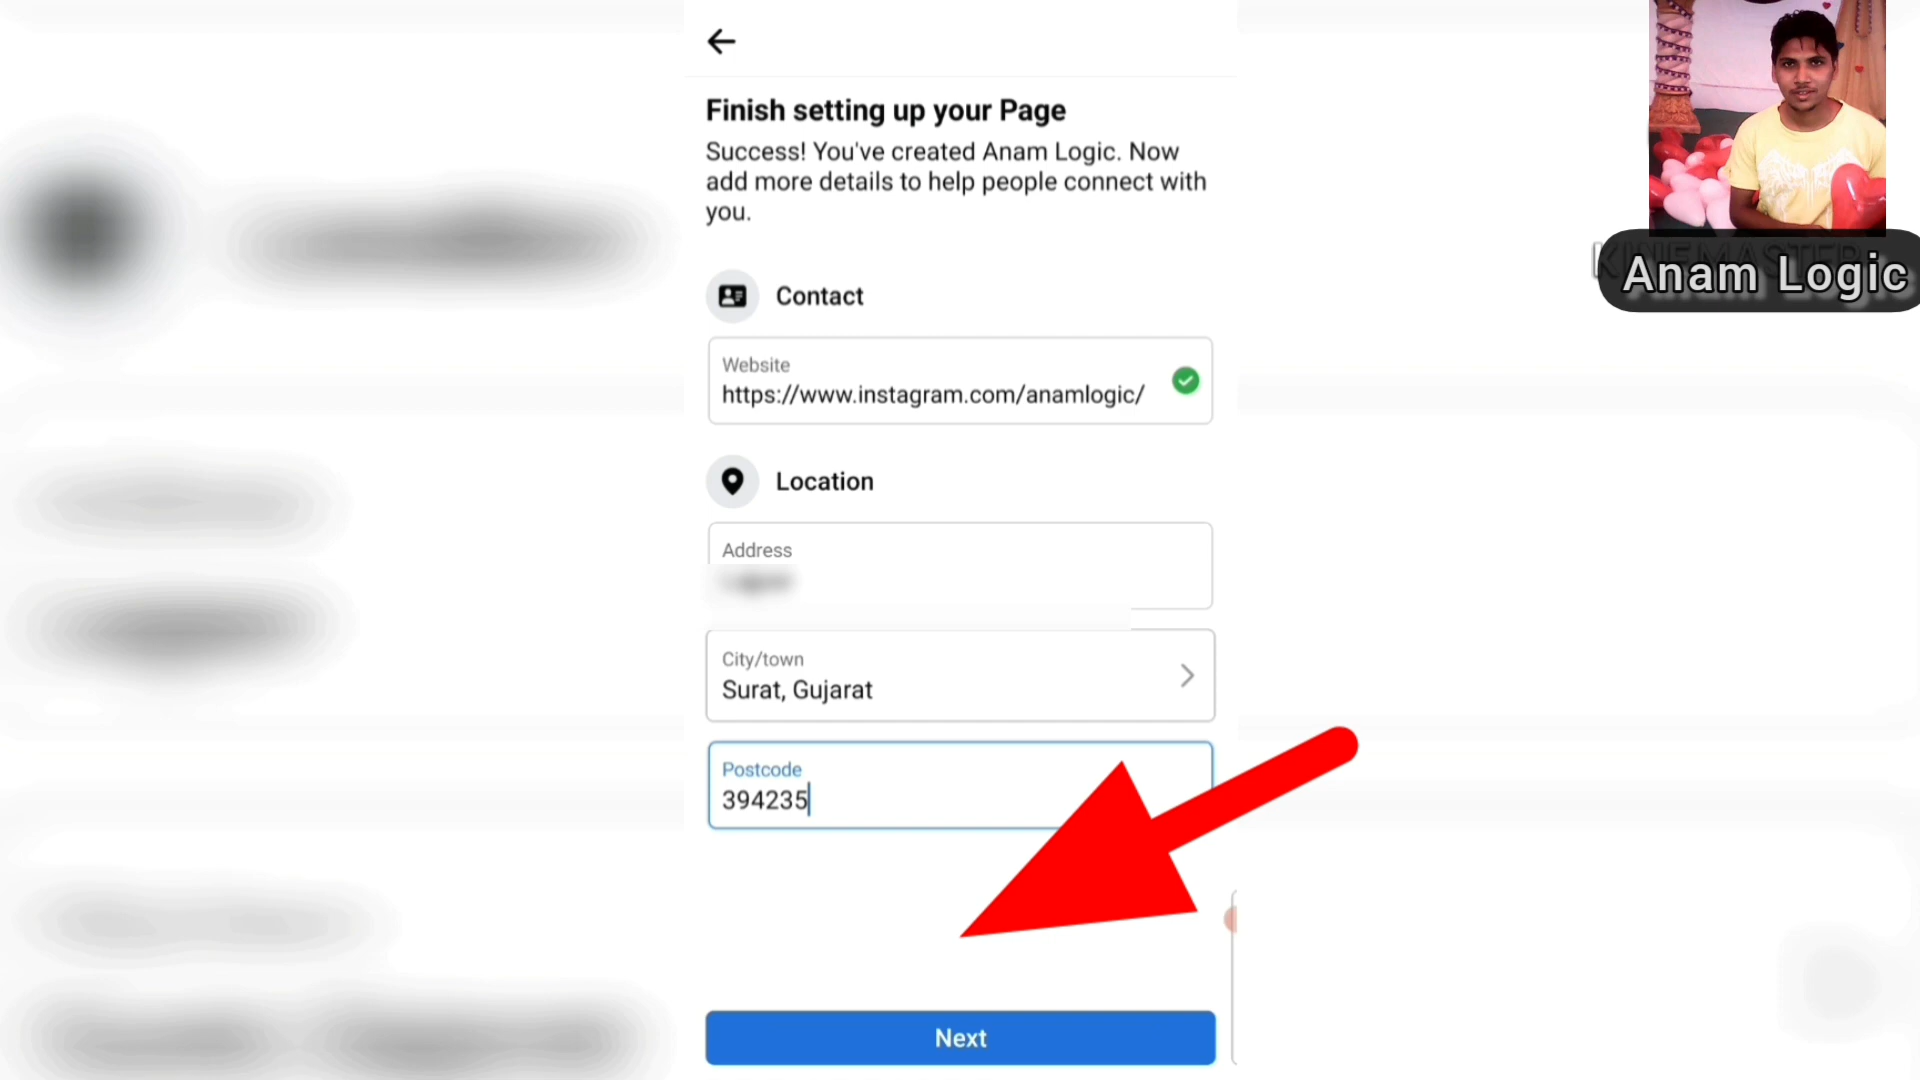 Finish setting up your Page
Success! You've created Anam Logic. Now
add more details to help people connect with
you.
Contact
Website
https://www.instagram.com/anamlogic/
Location
Address
City/town
Surat, Gujarat
Postcode
394235
Next
KINEMASTER
Anam Logic